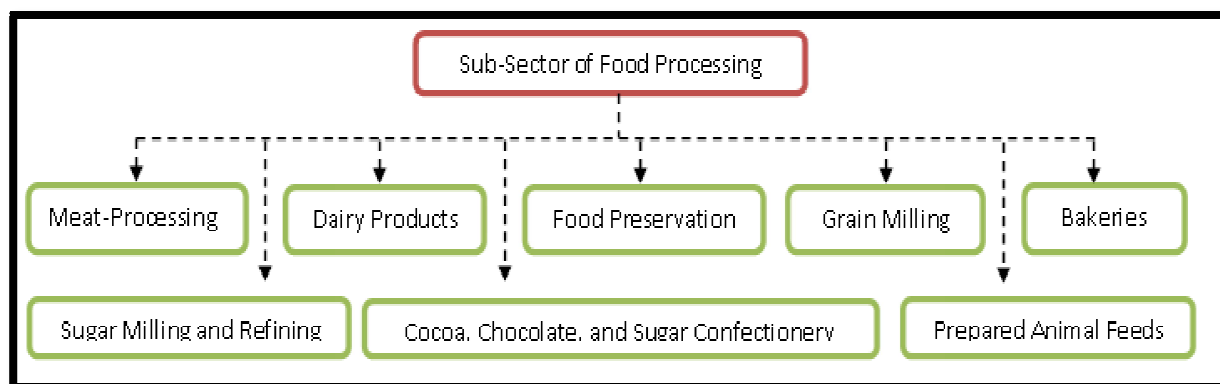 Sub-Sector of Food Processing
Meat-Processing
Dairy Products
Food Preservation
Grain Milling
Bakeries
Sugar Milling and Refining
Cocoa, Chocolate, and Sugar Confectionery
Prepared Animal Feeds